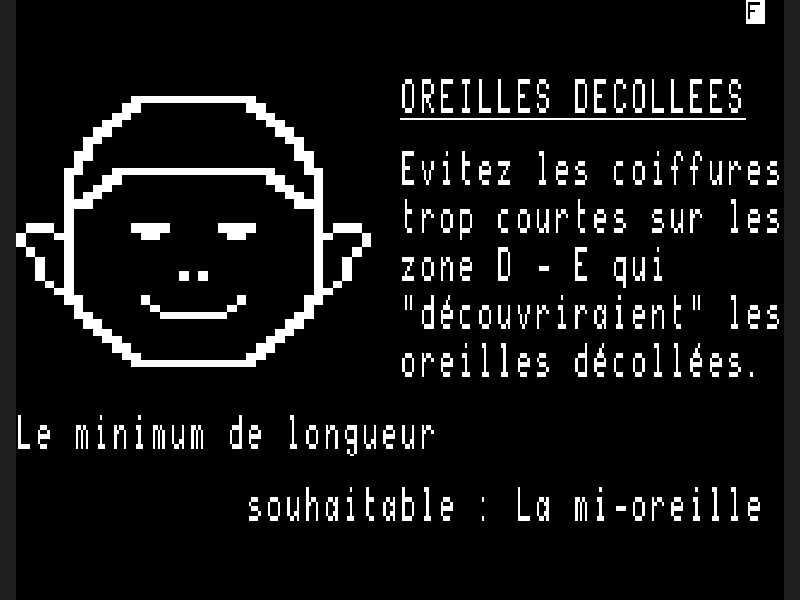 F
OREILLES DECOLLEES
Evitez les coiffures
trop courtes sur les
zone D - E qui
"découvriraient" les
oreilles décollées.
Le minimum de longueur
souhaitable : La mi-oreille